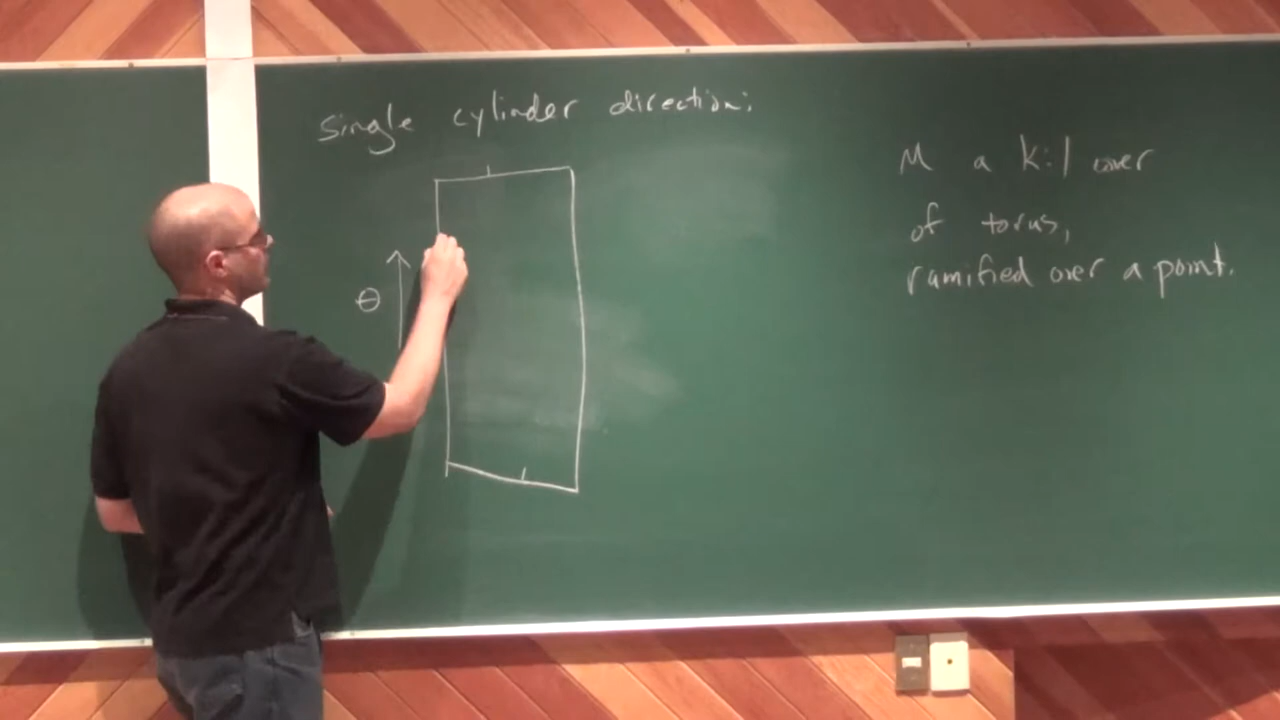 single cylinder direction:
θ
M a k:1 cover
of torus,
ramified over a point.